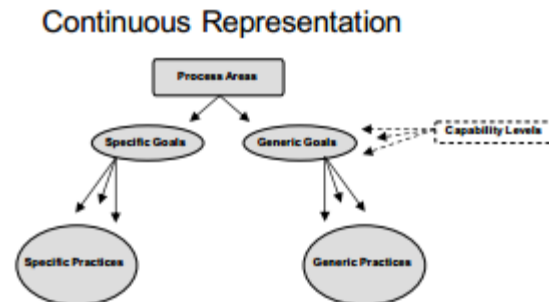 Continuous Representation
Process Areas
Specific Goals
Generic Goals
Capability Levels
Specific Practices
Generic Practices